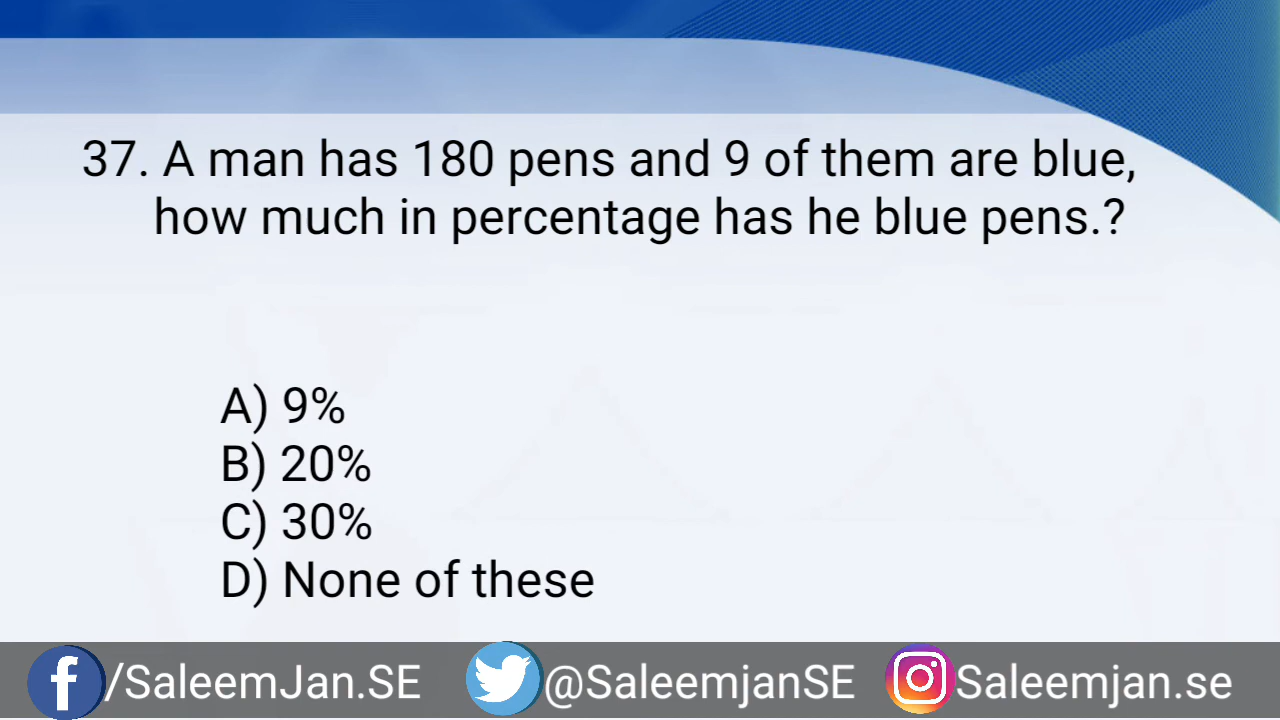 37. A man has 180 pens and 9 of them are blue,
how much in percentage has he blue pens.?
A) 9%
B) 20%
C) 30%
D) None of these
f/SaleemJan.SE @SaleemjanSE Saleemjan.se